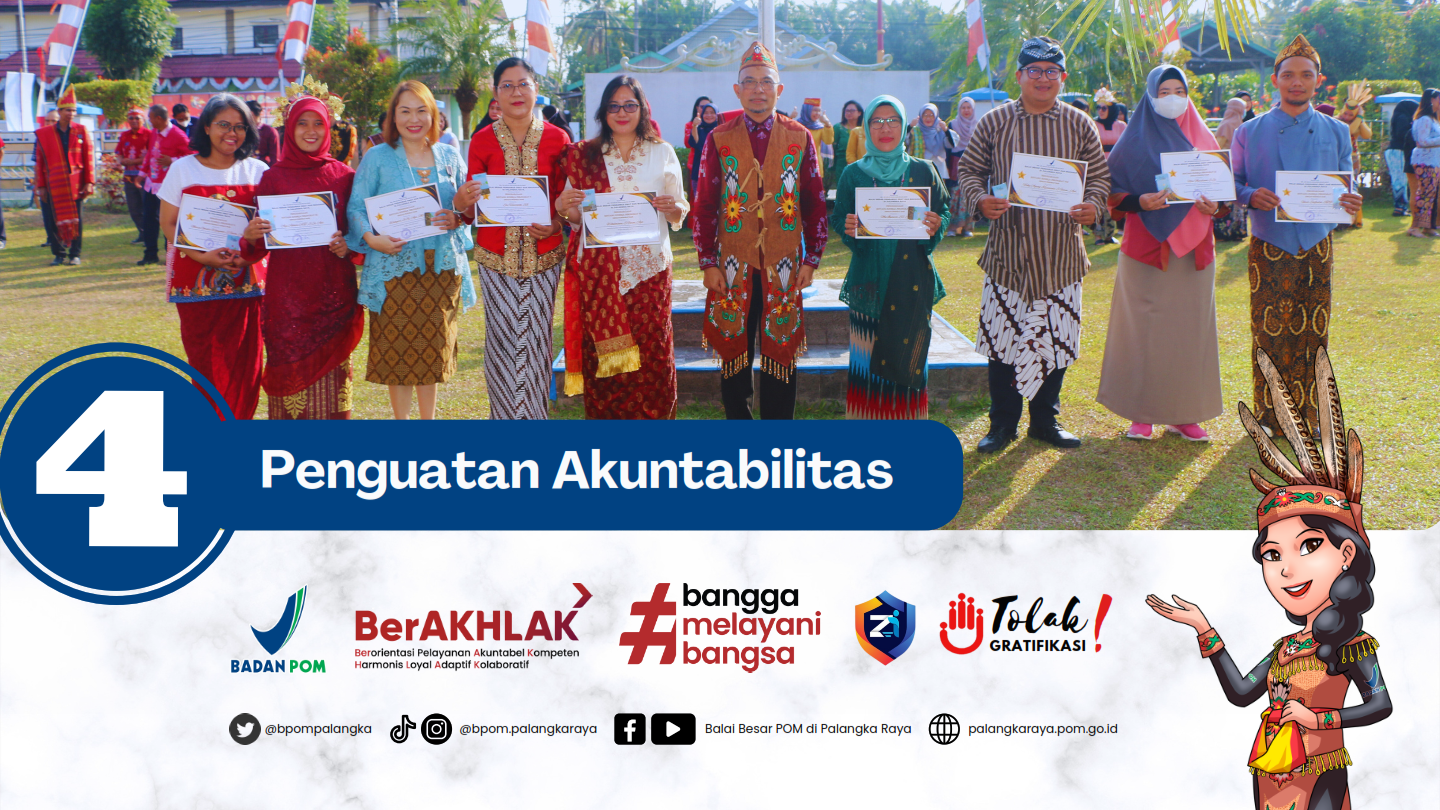 4
Penguatan Akuntabilitas
BADAN POM
BerAKHLAK
Berorientasi Pelayanan Akuntabel Kompeten
Harmonis Loyal Adaptif Kolaboratif
#bangga
melayani
bangsa
ZI
Tolak!
GRATIFIKASI
@bpompalangka
@bpom.palangkaraya
Balai Besar POM di Palangka Raya
palangkaraya.pom.go.id